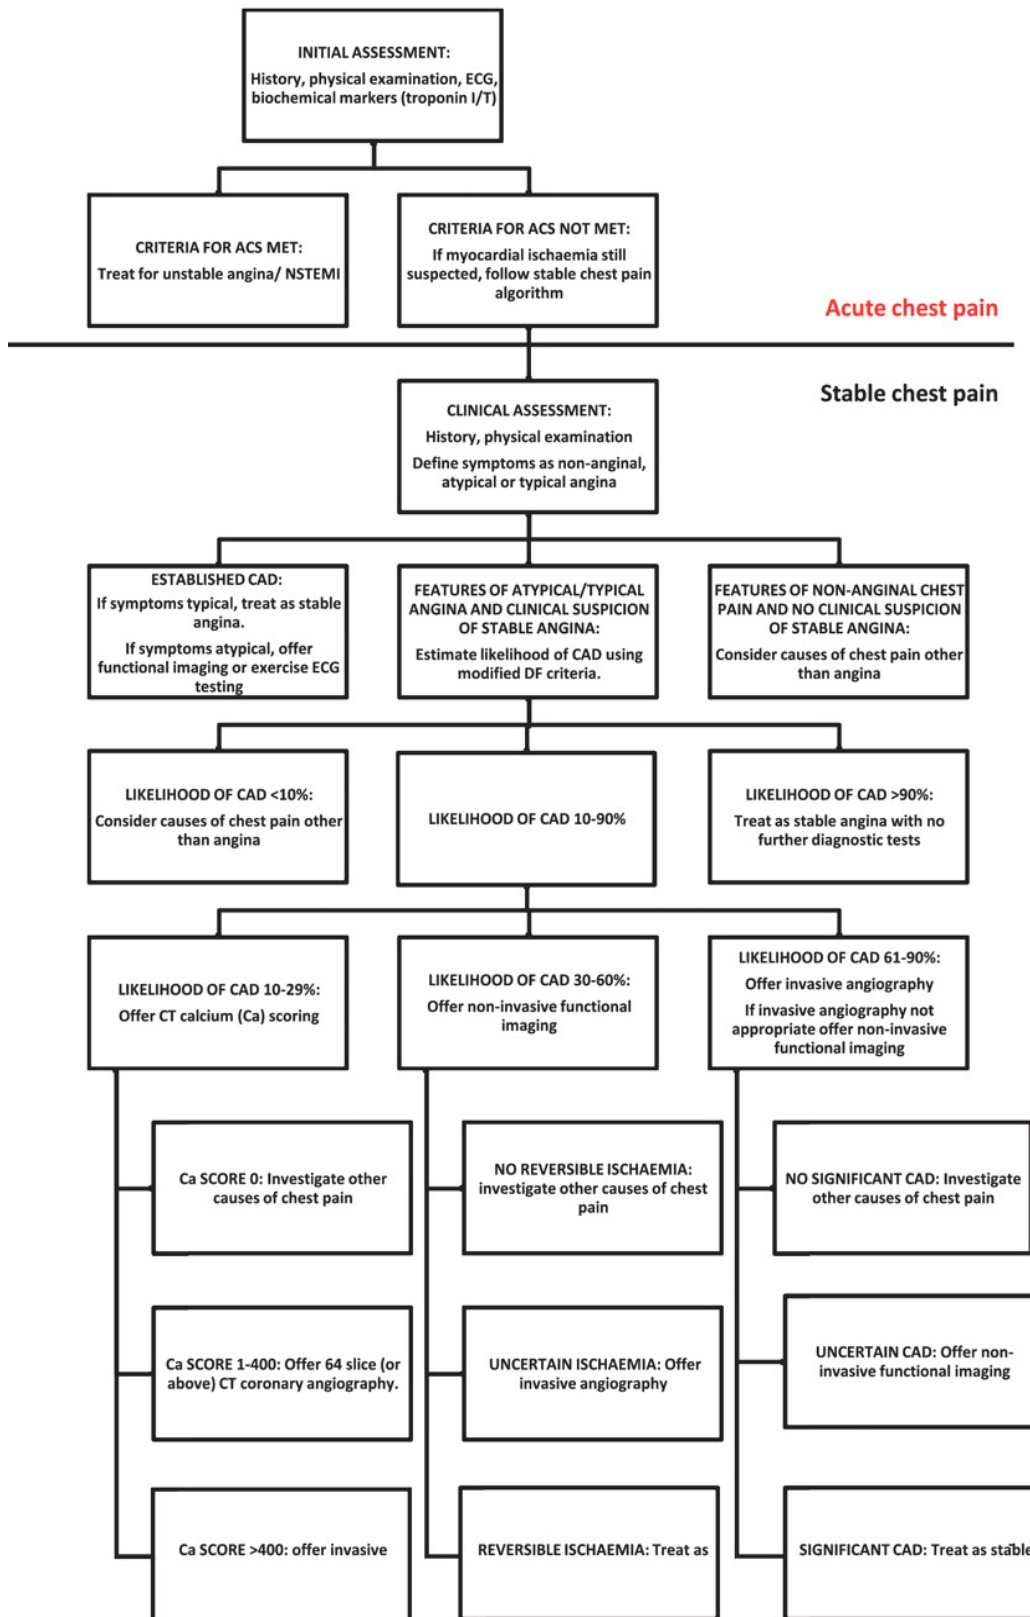 INITIAL ASSESSMENT:
History, physical examination, ECG,
biochemical markers (troponin I/T)
CRITERIA FOR ACS MET:
Treat for unstable angina/ NSTEMI
CRITERIA FOR ACS NOT MET:
If myocardial ischaemia still
suspected, follow stable chest pain
algorithm
Acute chest pain
Stable chest pain
CLINICAL ASSESSMENT:
History, physical examination
Define symptoms as non-anginal,
atypical or typical angina
ESTABLISHED CAD:
If symptoms typical, treat as stable
angina.
If symptoms atypical, offer
functional imaging or exercise ECG
testing
FEATURES OF ATYPICAL/TYPICAL
ANGINA AND CLINICAL SUSPICION
OF STABLE ANGINA:
Estimate likelihood of CAD using
modified DF criteria.
FEATURES OF NON-ANGINAL CHEST
PAIN AND NO CLINICAL SUSPICION
OF STABLE ANGINA:
Consider causes of chest pain other
than angina
LIKELIHOOD OF CAD <10%:
Consider causes of chest pain other
than angina
LIKELIHOOD OF CAD 10-90%
LIKELIHOOD OF CAD >90%:
Treat as stable angina with no
further diagnostic tests
LIKELIHOOD OF CAD 10-29%:
Offer CT calcium (Ca) scoring
LIKELIHOOD OF CAD 30-60%:
Offer non-invasive functional
imaging
LIKELIHOOD OF CAD 61-90%:
Offer invasive angiography
If invasive angiography not
appropriate offer non-invasive
functional imaging
Ca SCORE 0: Investigate other
causes of chest pain
NO REVERSIBLE ISCHAEMIA:
investigate other causes of chest
pain
NO SIGNIFICANT CAD: Investigate
other causes of chest pain
Ca SCORE 1-400: Offer 64 slice (or
above) CT coronary angiography.
UNCERTAIN ISCHAEMIA: Offer
invasive angiography
UNCERTAIN CAD: Offer non-
invasive functional imaging
Ca SCORE >400: offer invasive
REVERSIBLE ISCHAEMIA: Treat as
SIGNIFICANT CAD: Treat as stable